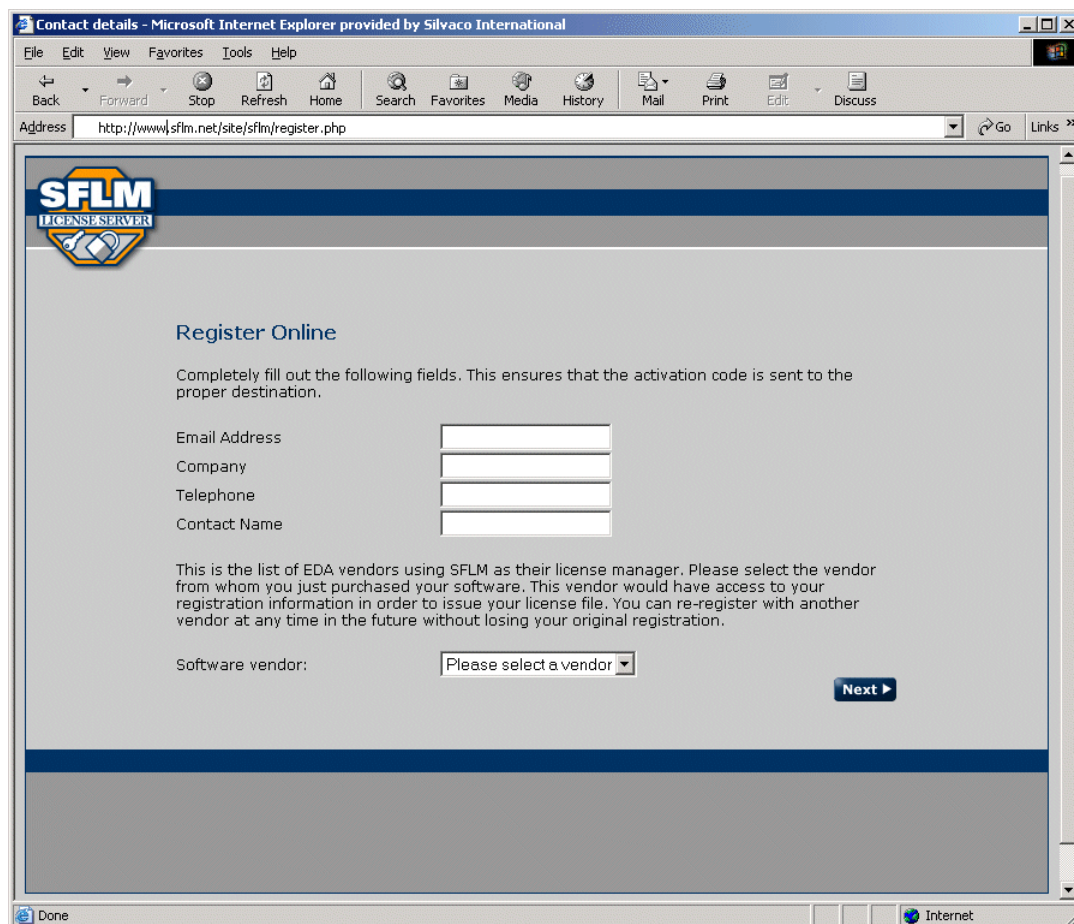 Contact details - Microsoft Internet Explorer provided by Silvaco International
File Edit View Favorites Tools Help
Back Forward Stop Refresh Home Search Favorites Media History Mail Print Edit Discuss
Address http://www.sflm.net/site/sflm/register.php Go Links »
SFLM
LICENSE SERVER
Register Online
Completely fill out the following fields. This ensures that the activation code is sent to the
proper destination.
Email Address
Company
Telephone
Contact Name
This is the list of EDA vendors using SFLM as their license manager. Please select the vendor
from whom you just purchased your software. This vendor would have access to your
registration information in order to issue your license file. You can re-register with another
vendor at any time in the future without losing your original registration.
Software vendor: Please select a vendor
Next
Done Internet